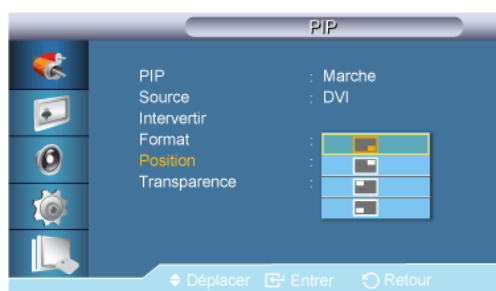 PIP
PIP : Marche
Source : DVI
Intervertir
Format :
Position :
Transparence :
Déplacer Entrer Retour